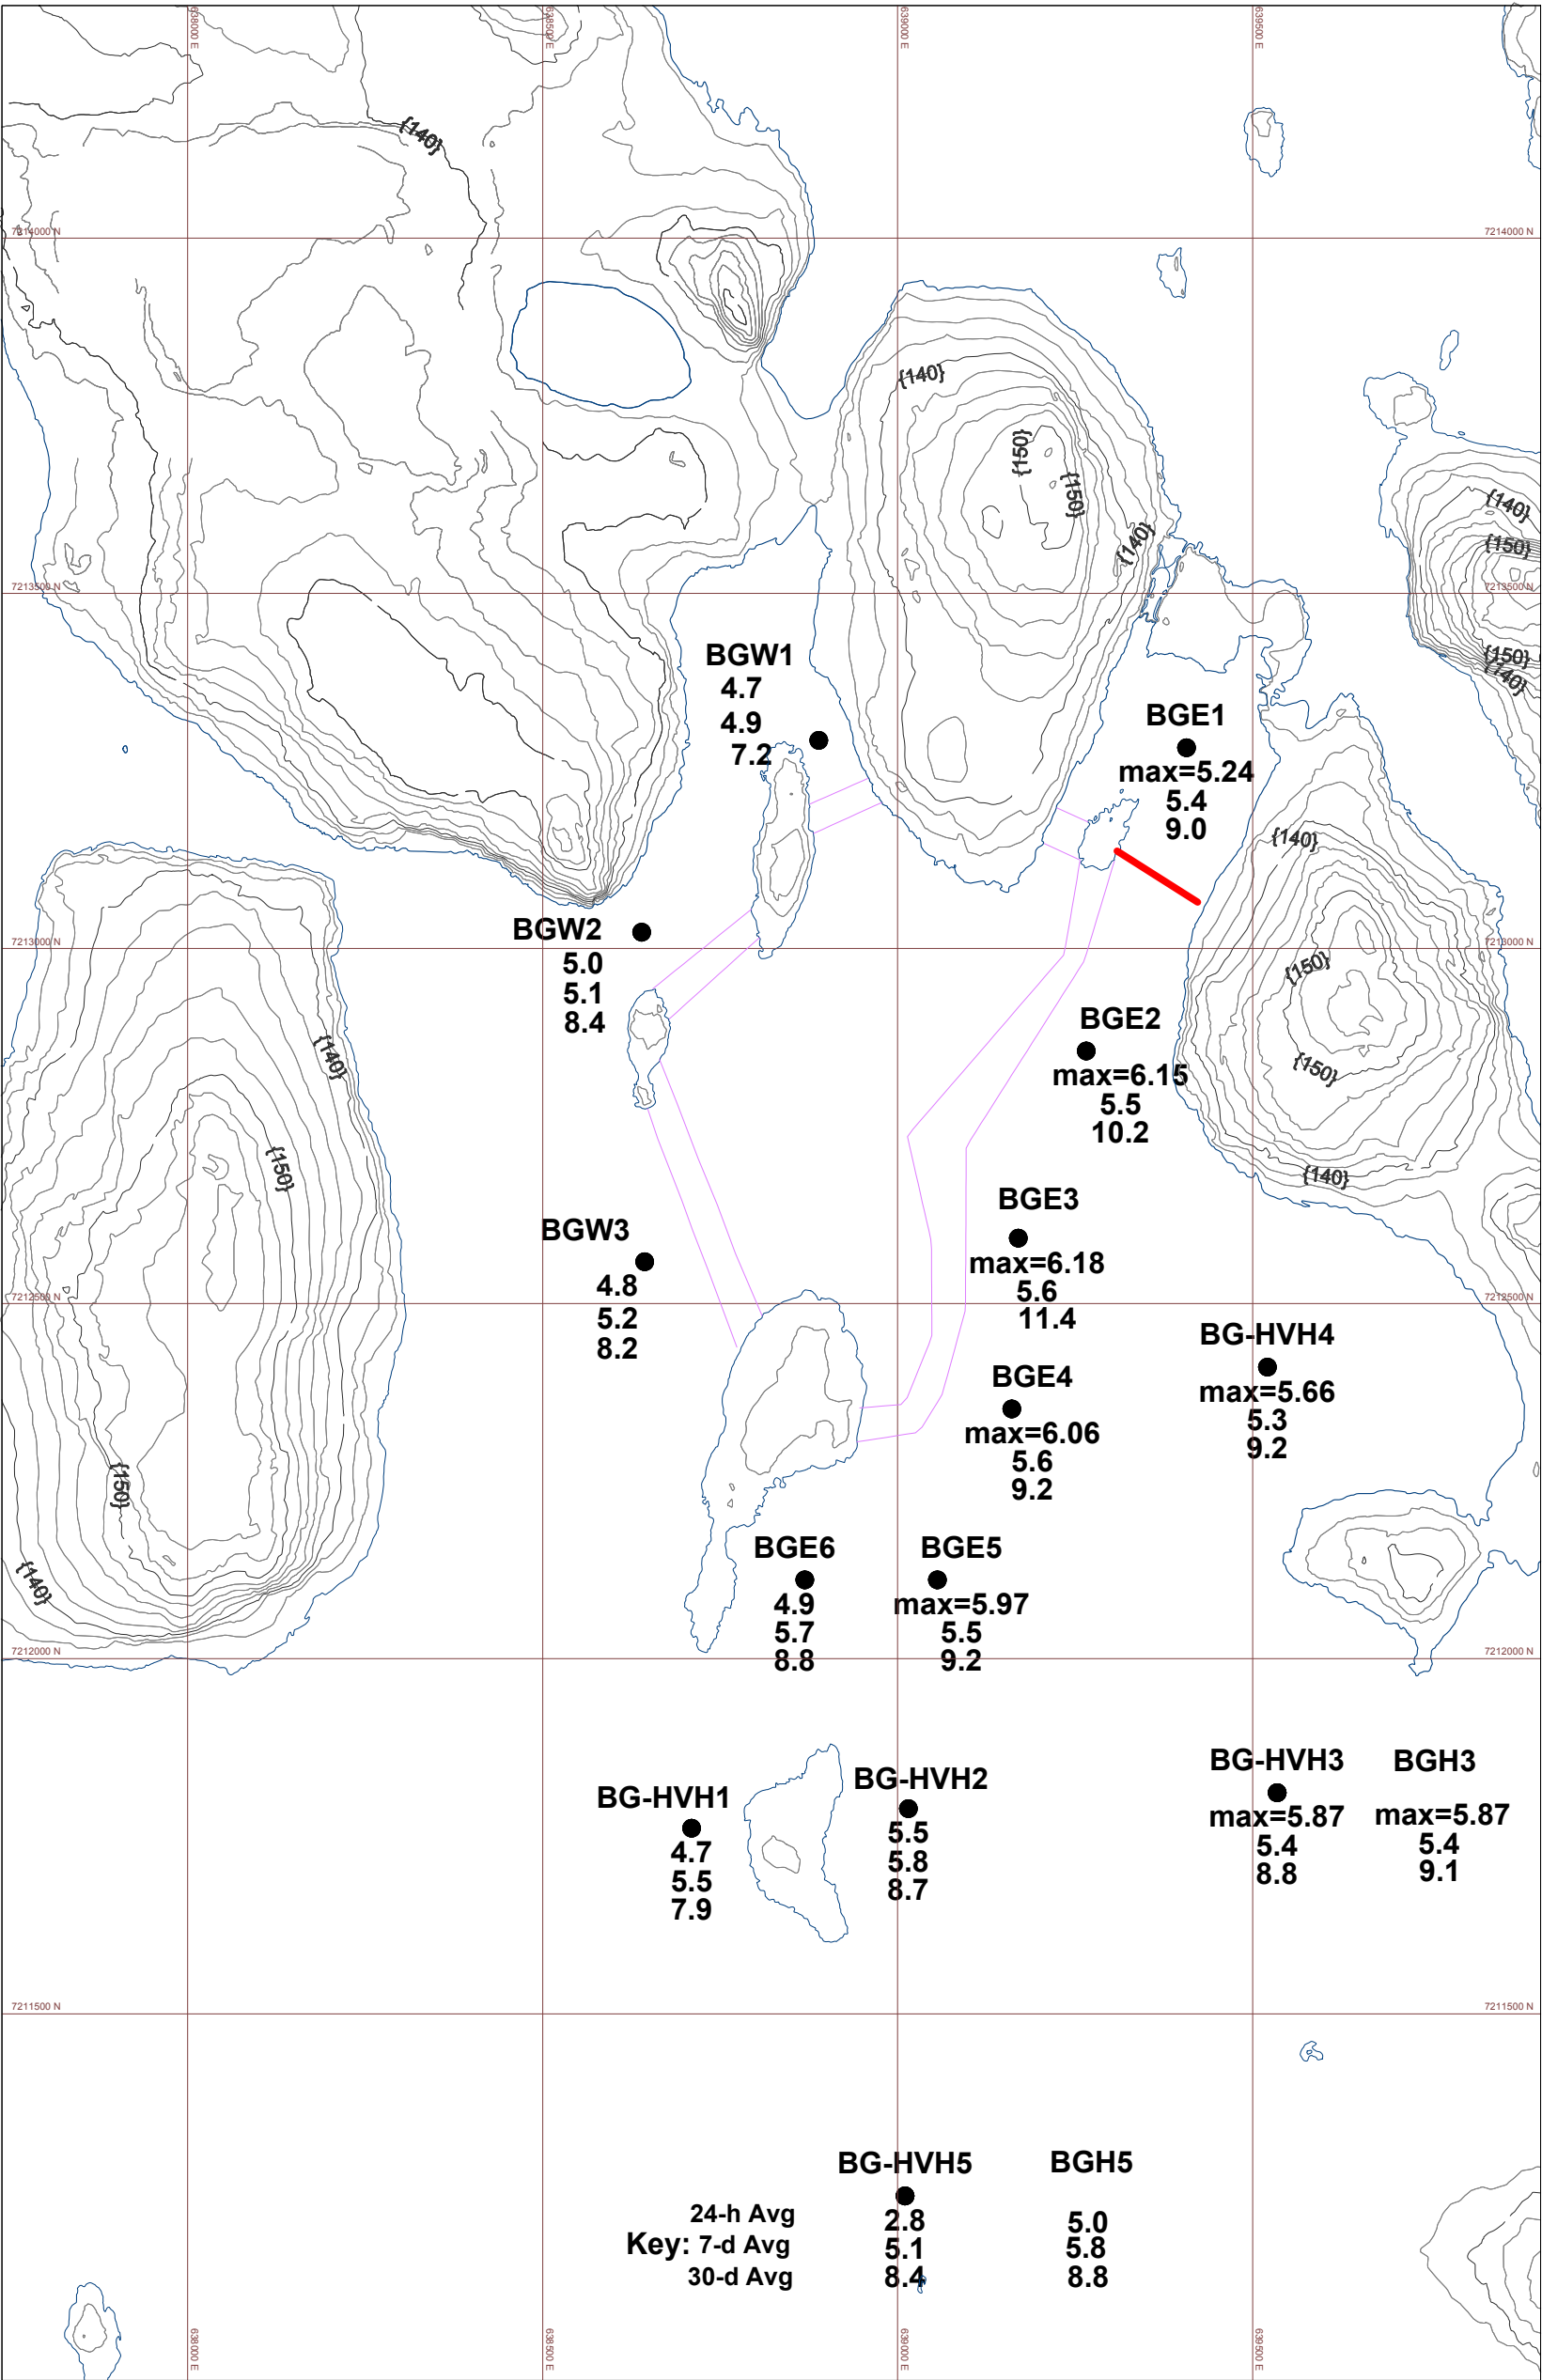 638000 E
638500 E
639000 E
639500 E
{140}
7214000 N
7214000 N
{140}
{150}
{150}
{140}
{140}
{150}
7213500 N
7213500 N
BGW1
4.7
4.9
7.2
{150}
{140}
BGE1
max=5.24
5.4
9.0
{140}
BGW2
5.0
5.1
8.4
7213000 N
7213000 N
{150}
{140}
BGE2
max=6.15
5.5
10.2
{150}
{150}
{140}
BGE3
max=6.18
5.6
11.4
BGW3
4.8
5.2
8.2
7212500 N
7212500 N
BG-HVH4
max=5.66
5.3
9.2
BGE4
max=6.06
5.6
9.2
{150}
{140}
BGE6
4.9
5.7
8.8
BGE5
max=5.97
5.5
9.2
7212000 N
7212000 N
BG-HVH1
4.7
5.5
7.9
BG-HVH2
5.5
5.8
8.7
BG-HVH3
max=5.87
5.4
8.8
BGH3
max=5.87
5.4
9.1
7211500 N
7211500 N
BG-HVH5
2.8
5.1
8.4
BGH5
5.0
5.8
8.8
24-h Avg
Key: 7-d Avg
30-d Avg
638000 E
638500 E
639000 E
639500 E